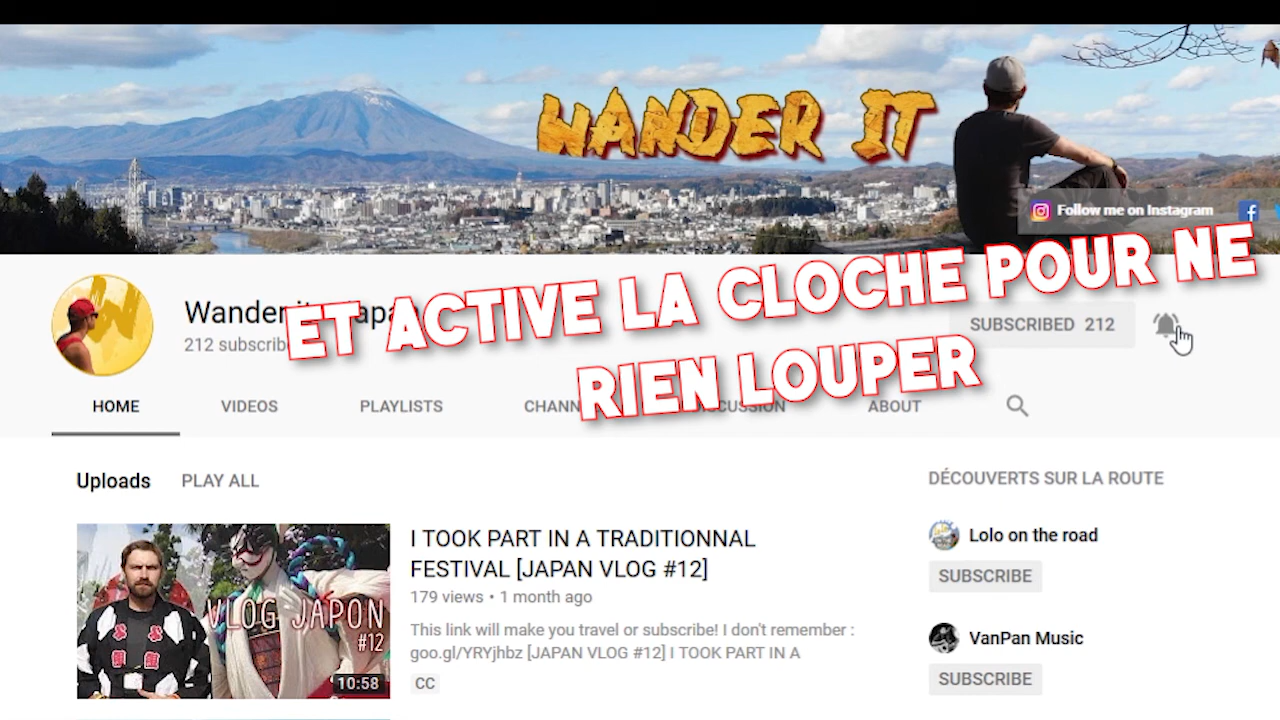 WANDER IT
Follow me on Instagram
ET ACTIVE LA CLOCHE POUR NE
RIEN LOUPER
Wander it
212
SUBSCRIBED 212
HOME VIDEOS PLAYLISTS ABOUT
Uploads PLAY ALL
DÉCOUVERTS SUR LA ROUTE
I TOOK PART IN A TRADITIONNAL
FESTIVAL [JAPAN VLOG #12]
179 views • 1 month ago
This link will make you travel or subscribe! I don't remember :
goo.gl/YRYjhbz [JAPAN VLOG #12] I TOOK PART IN A
CC
VLOG JAPON
#12
10:58
Lolo on the road
SUBSCRIBE
VanPan Music
SUBSCRIBE